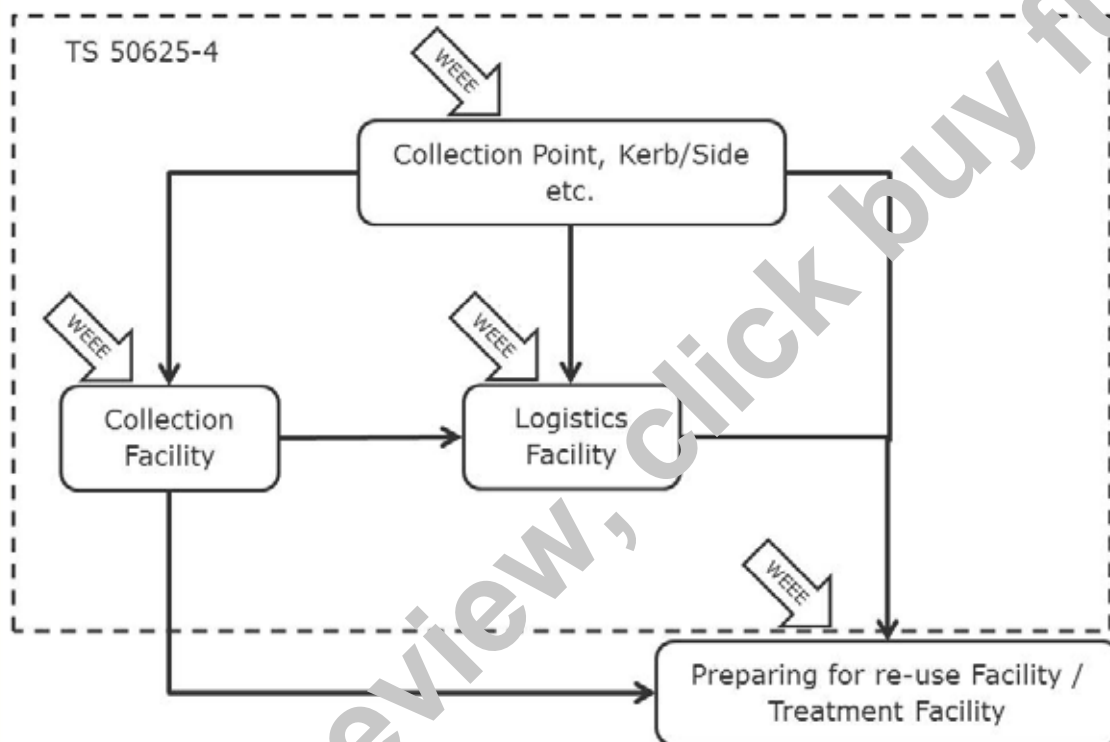 TS 50625-4
WEEE
Collection Point, Kerb/Side
etc.
WEEE
WEEE
Collection
Facility
Logistics
Facility
WEEE
Preparing for re-use Facility /
Treatment Facility
review, click buy fu